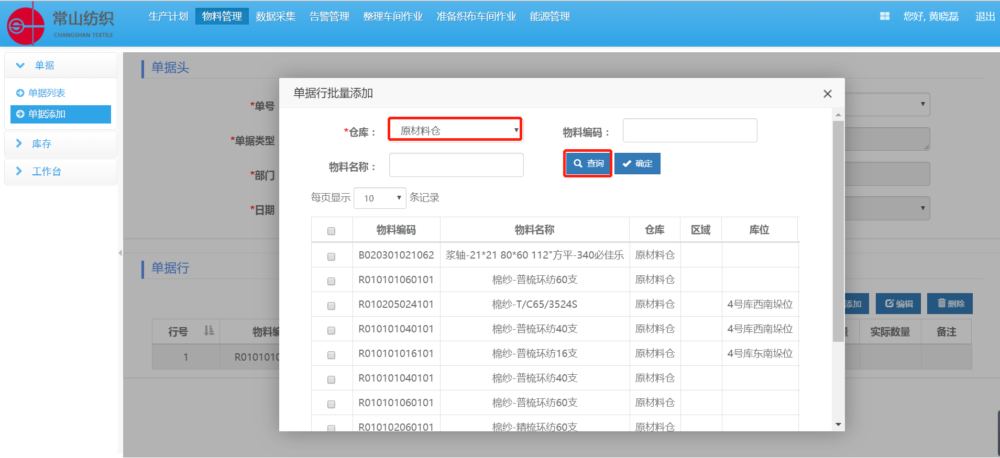 常山纺织
CHANGSHAN TEXTILE
生产计划 物料管理 数据采集 告警管理 整理车间作业 准备织布车间作业 能源管理
您好, 黄晓磊 退出
单据
单据列表
单据添加
库存
工作台
单据头
*单号
*单据类型
*部门
*日期
单据行
添加 编辑 删除
行号 物料编 量 实际数量 备注
1 R0101010
单据行批量添加
*仓库： 原材料仓 物料编码：
物料名称： 查询 确定
每页显示 10 条记录
物料编码 物料名称 仓库 区域 库位
B020301021062 浆轴-21*21 80*60 112"方平-340必佳乐 原材料仓
R010101060101 棉纱-普梳环纺60支 原材料仓
R010205024101 棉纱-T/C65/3524S 原材料仓 4号库西南垛位
R010101040101 棉纱-普梳环纺40支 原材料仓 4号库西南垛位
R010101016101 棉纱-普梳环纺16支 原材料仓 4号库东南垛位
R010101040101 棉纱-普梳环纺40支 原材料仓
R010101060101 棉纱-普梳环纺60支 原材料仓
R010102060101 棉纱-精梳环纺60支 原材料仓